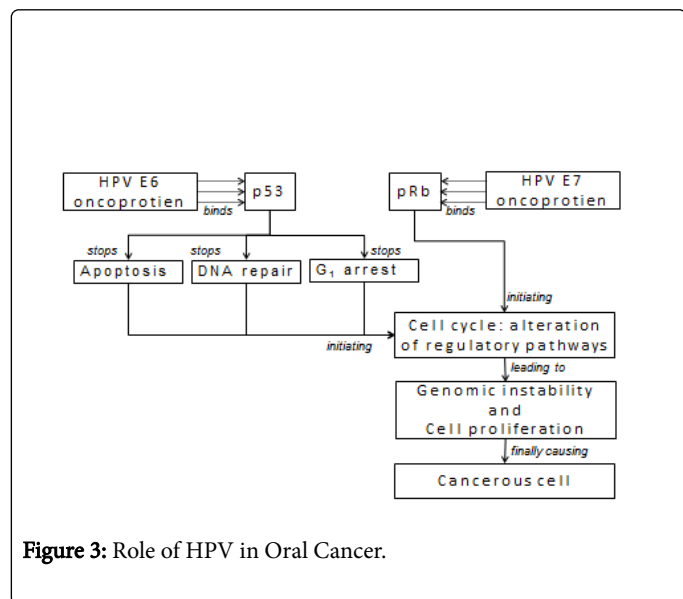 HPV E6
oncoprotien
binds
p53
pRb
binds
HPV E7
oncoprotien
stops
stops
stops
Apoptosis
DNA repair
G₁ arrest
initiating
initiating
Cell cycle: alteration
of regulatory pathways
leading to
Genomic instability
and
Cell proliferation
finally causing
Cancerous cell
Figure 3: Role of HPV in Oral Cancer.